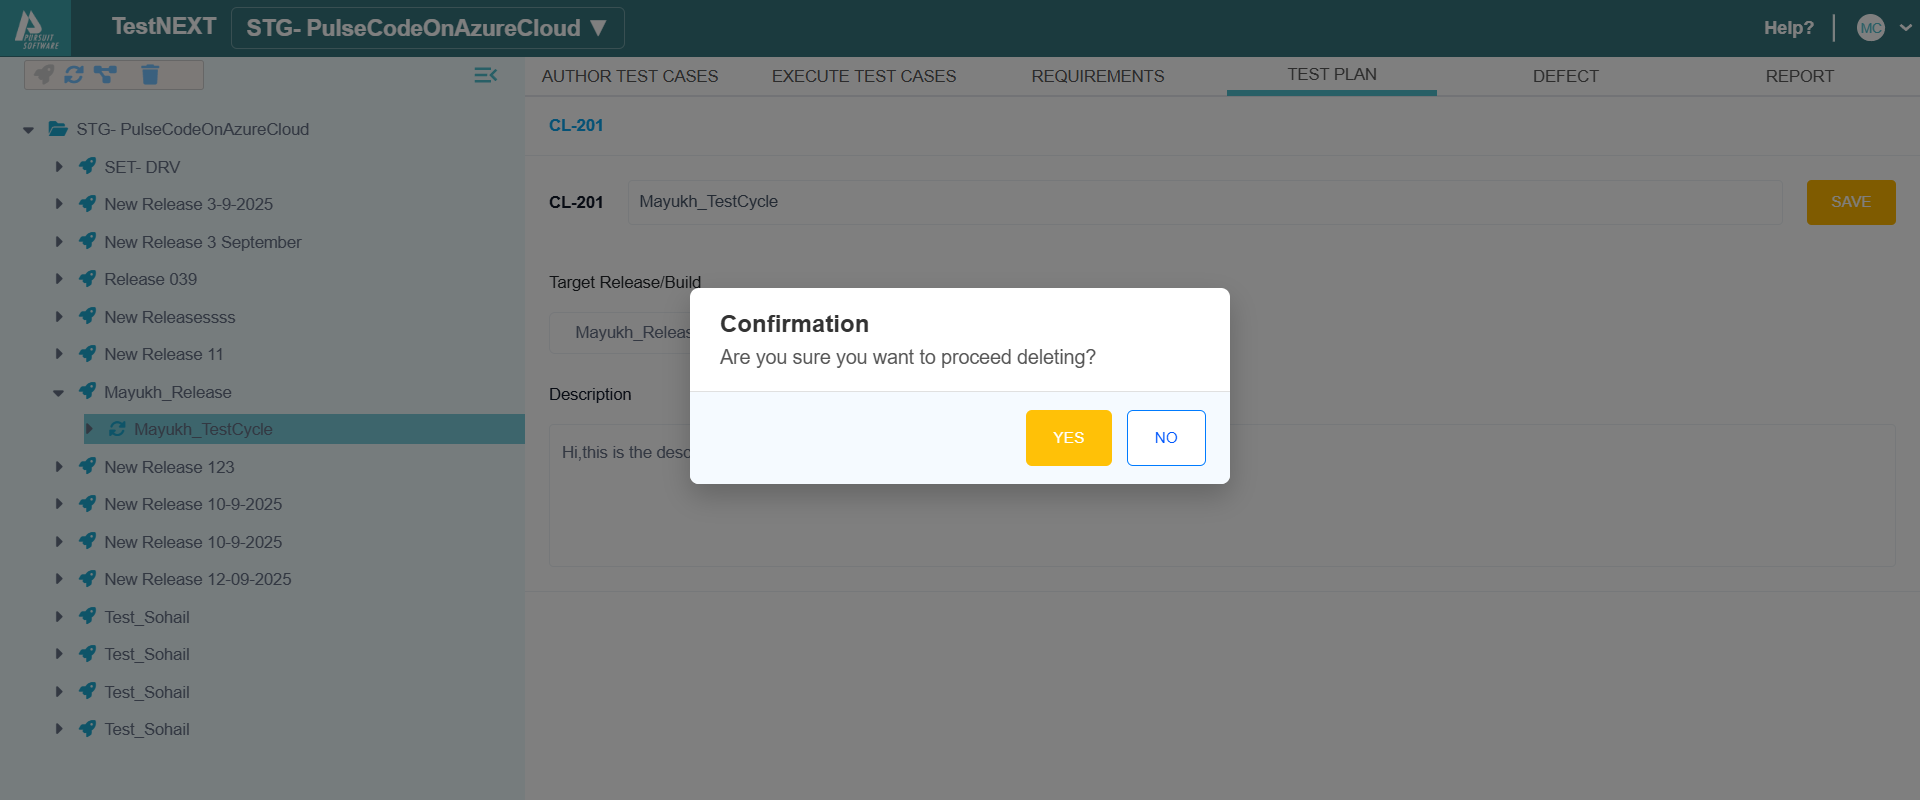 PURSUIT
SOFTWARE
TestNEXT
STG- PulseCodeOnAzureCloud ▼
Help?
MC
AUTHOR TEST CASES
EXECUTE TEST CASES
REQUIREMENTS
TEST PLAN
DEFECT
REPORT
STG- PulseCodeOnAzureCloud
SET- DRV
New Release 3-9-2025
New Release 3 September
Release 039
New Releasessss
New Release 11
Mayukh_Release
Mayukh_TestCycle
New Release 123
New Release 10-9-2025
New Release 10-9-2025
New Release 12-09-2025
Test_Sohail
Test_Sohail
Test_Sohail
Test_Sohail
CL-201
CL-201
Mayukh_TestCycle
SAVE
Target Release/Build
Mayukh_Releas
Description
Hi,this is the desc
Confirmation
Are you sure you want to proceed deleting?
YES
NO